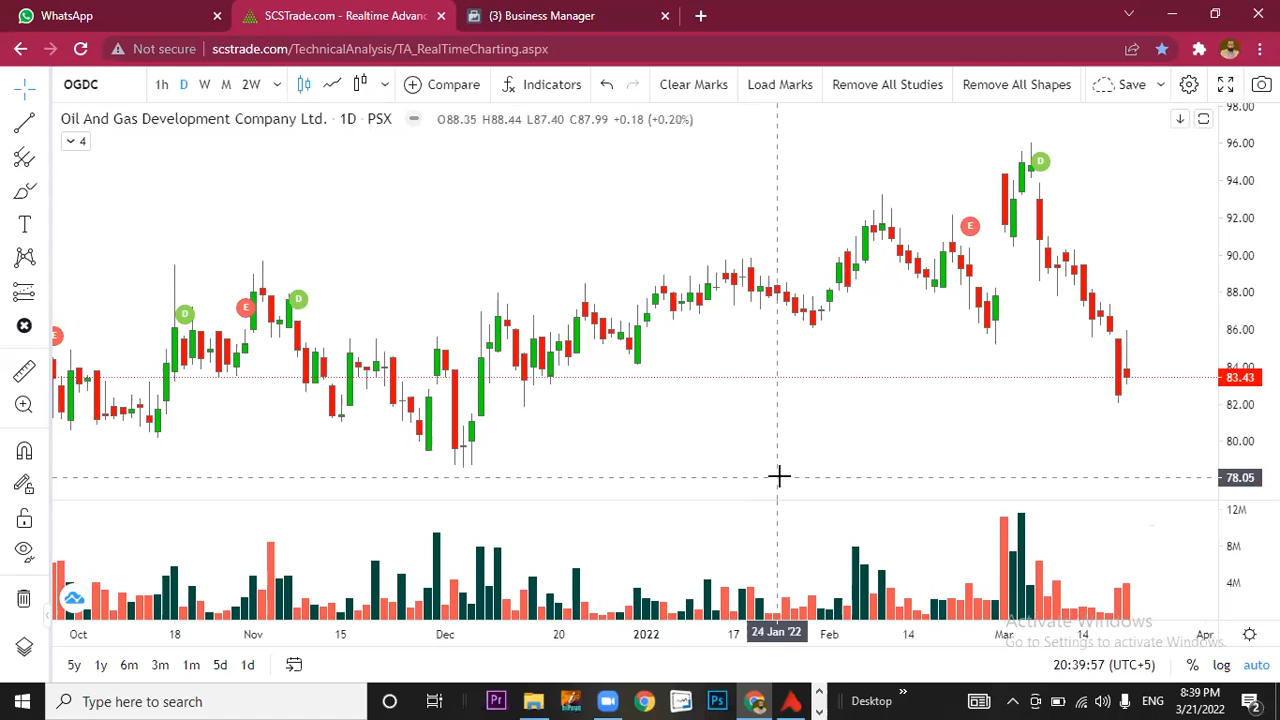 WhatsApp
SCSTrade.com - Realtime Advanc
(3) Business Manager
Not secure
scstrade.com/TechnicalAnalysis/TA_RealTimeCharting.aspx
OGDC
1h D W M 2W
Compare
Indicators
Clear Marks
Load Marks
Remove All Studies
Remove All Shapes
Save
Oil And Gas Development Company Ltd. · 1D · PSX
O88.35 H88.44 L87.40 C87.99 +0.18 (+0.20%)
4
T
98.00
96.00
94.00
92.00
90.00
88.00
86.00
84.00
83.43
82.00
80.00
78.05
D
E
D
E
D
E
12M
8M
4M
Oct 18 Nov 15 Dec 20 2022 17 24 Jan '22 Feb 14 Mar 14 Apr
Activate Windows
Go to Settings to activate Windows.
5y 1y 6m 3m 1m 5d 1d
20:39:57 (UTC+5)
% log auto
Type here to search
Pr
Ps
Desktop
ENG
8:39 PM
3/21/2022
2